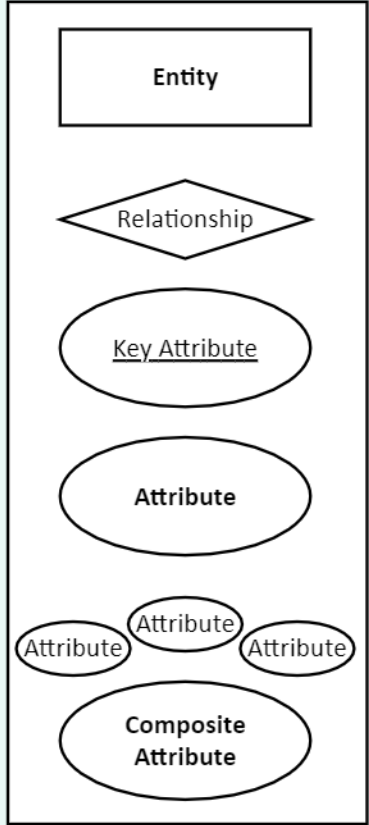 Entity
Relationship
Key Attribute
Attribute
Attribute
Attribute
Attribute
Composite
Attribute